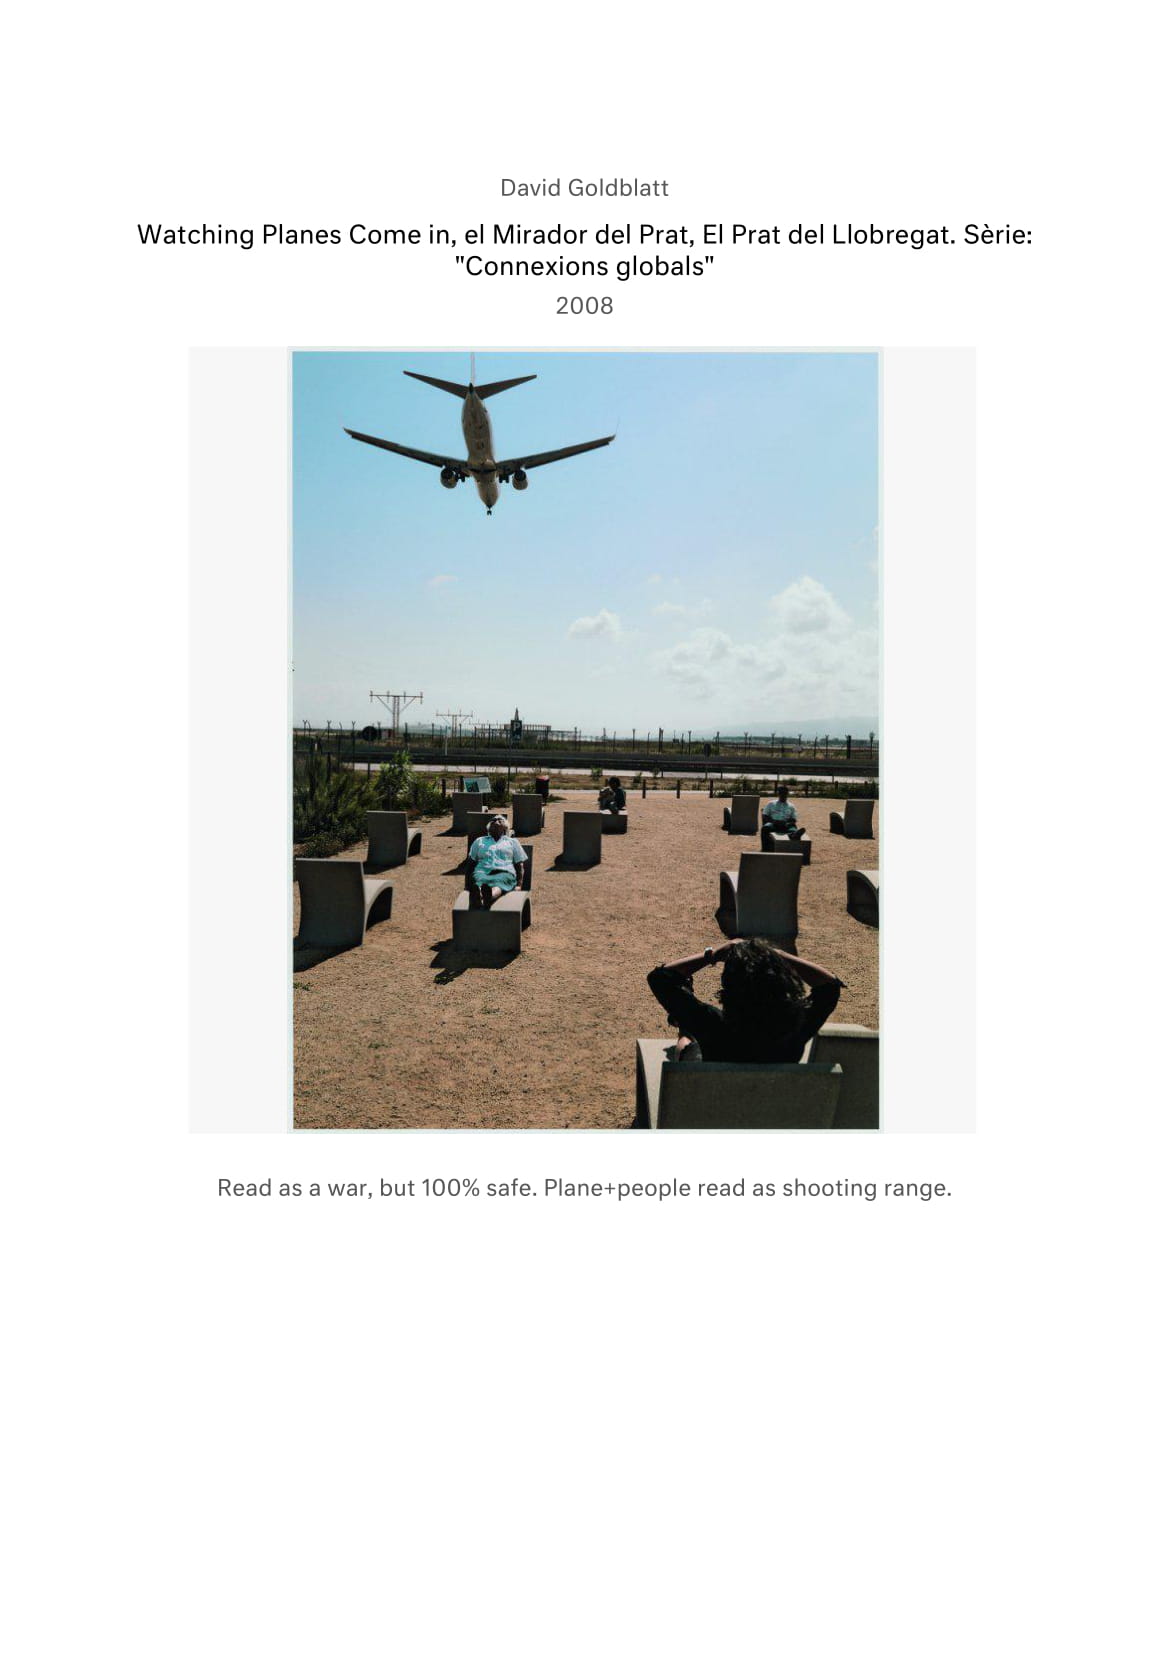 David Goldblatt
Watching Planes Come in, el Mirador del Prat, El Prat del Llobregat. Sèrie:
"Connexions globals"
2008
P
Read as a war, but 100% safe. Plane+people read as shooting range.